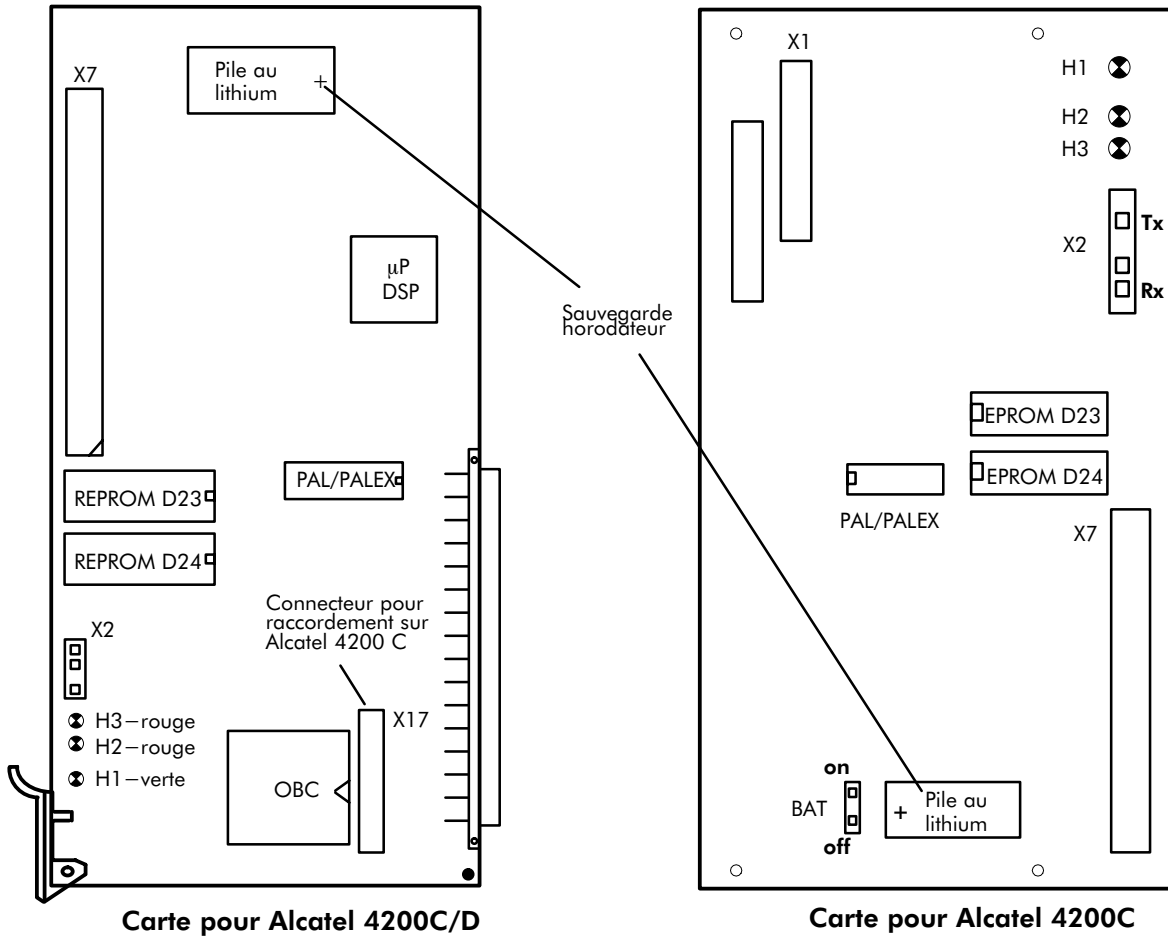 X7
Pile au
lithium
+
µP
DSP
Sauvegarde
horodateur
REPROM D23
REPROM D24
PAL/PALEX
Connecteur pour
raccordement sur
Alcatel 4200 C
X2
H3–rouge
H2–rouge
H1–verte
OBC
X17
Carte pour Alcatel 4200C/D
X1
H1
H2
H3
X2
Tx
Rx
EPROM D23
EPROM D24
PAL/PALEX
X7
on
BAT
off
+
Pile au
lithium
Carte pour Alcatel 4200C